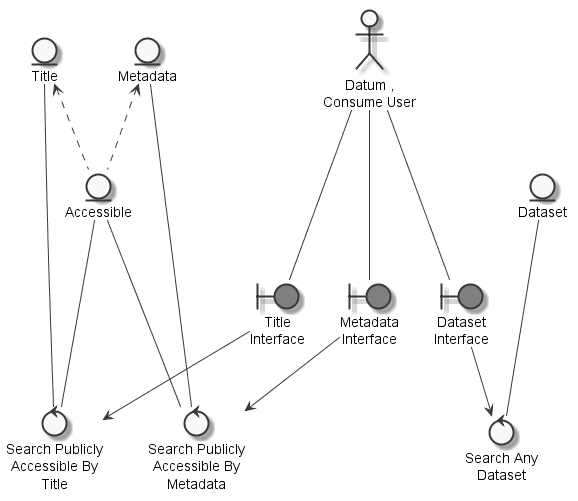 Title
Metadata
Datum ,
Consume User
Accessible
Dataset
Title
Interface
Metadata
Interface
Dataset
Interface
Search Publicly
Accessible By
Title
Search Publicly
Accessible By
Metadata
Search Any
Dataset